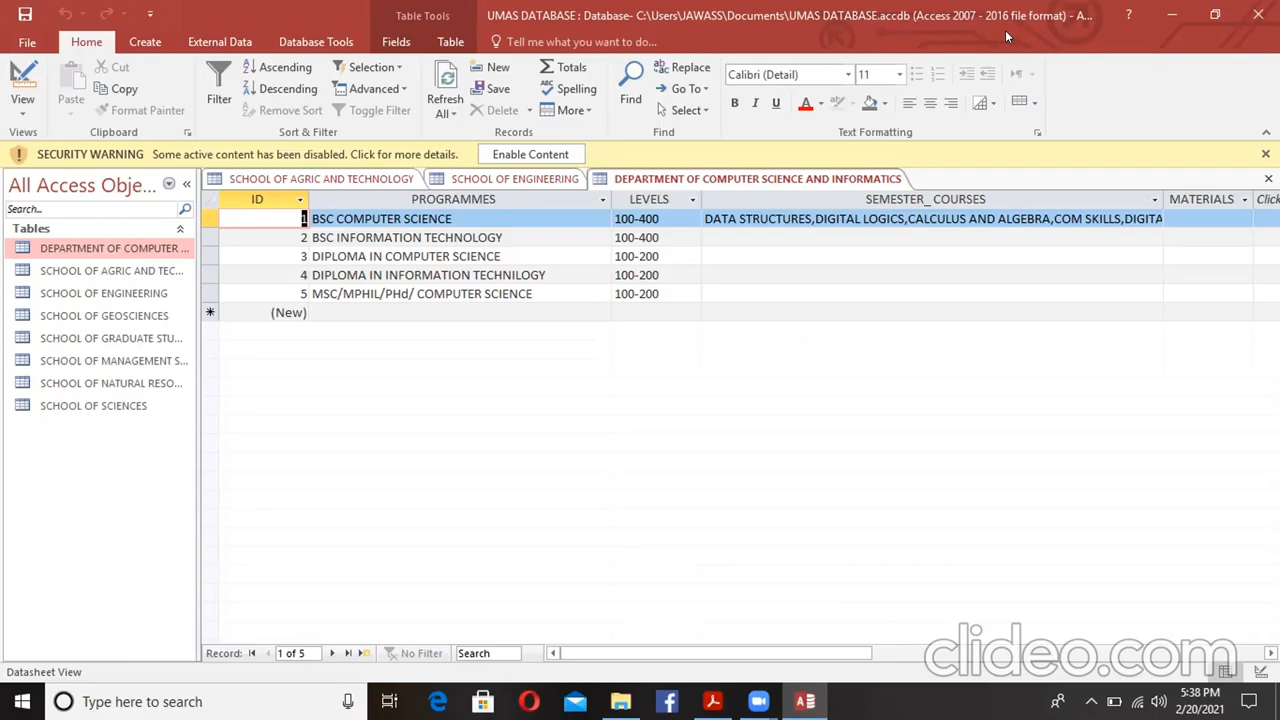 Table Tools
UMAS DATABASE : Database- C:\Users\JAWASS\Documents\UMAS DATABASE.accdb (Access 2007 - 2016 file format) - A...
?
File Home Create External Data Database Tools Fields Table Tell me what you want to do...
View
Views
Paste
Cut
Copy
Format Painter
Clipboard
Filter
Ascending
Descending
Remove Sort
Selection
Advanced
Toggle Filter
Sort & Filter
Refresh
All
New
Save
Delete
Totals
Spelling
More
Records
Find
Replace
Go To
Select
Find
Calibri (Detail) 11
B I U A
Text Formatting
SECURITY WARNING Some active content has been disabled. Click for more details. Enable Content
All Access Obje...
Search...
Tables
DEPARTMENT OF COMPUTER ...
SCHOOL OF AGRIC AND TEC...
SCHOOL OF ENGINEERING
SCHOOL OF GEOSCIENCES
SCHOOL OF GRADUATE STU...
SCHOOL OF MANAGEMENT S...
SCHOOL OF NATURAL RESO...
SCHOOL OF SCIENCES
SCHOOL OF AGRIC AND TECHNOLOGY SCHOOL OF ENGINEERING DEPARTMENT OF COMPUTER SCIENCE AND INFORMATICS
ID PROGRAMMES LEVELS SEMESTER_ COURSES MATERIALS Click
1 BSC COMPUTER SCIENCE 100-400 DATA STRUCTURES,DIGITAL LOGICS,CALCULUS AND ALGEBRA,COM SKILLS,DIGITA
2 BSC INFORMATION TECHNOLOGY 100-400
3 DIPLOMA IN COMPUTER SCIENCE 100-200
4 DIPLOMA IN INFORMATION TECHNILOGY 100-200
5 MSC/MPHIL/PHd/ COMPUTER SCIENCE 100-200
(New)
Record: 1 of 5 No Filter Search
clideo.com
Datasheet View
Type here to search
5:38 PM
2/20/2021